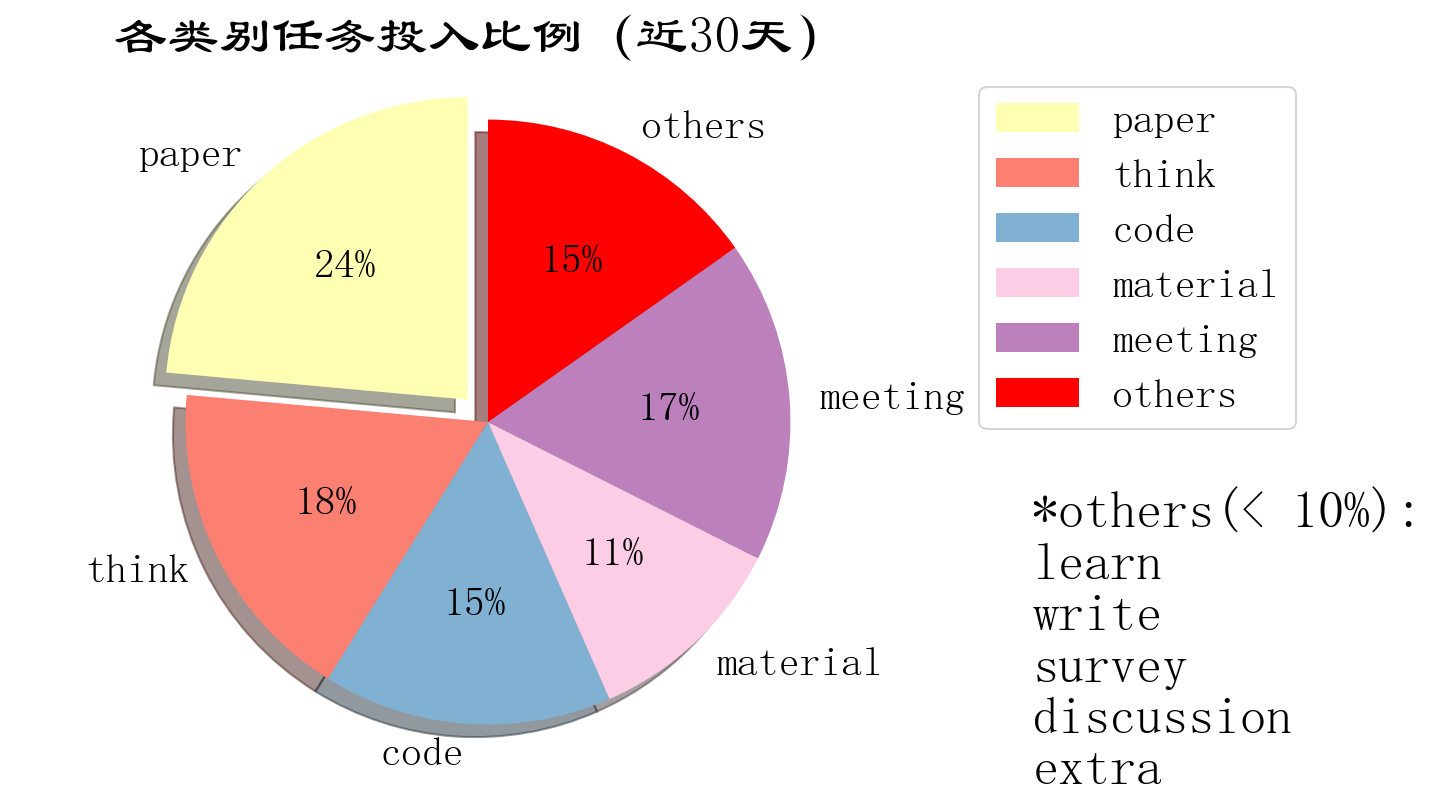 各类别任务投入比例 (近30天)
others
paper
24%
15%
17%
meeting
18%
11%
15%
think
material
code
paper
think
code
material
meeting
others
*others(< 10%):
learn
write
survey
discussion
extra